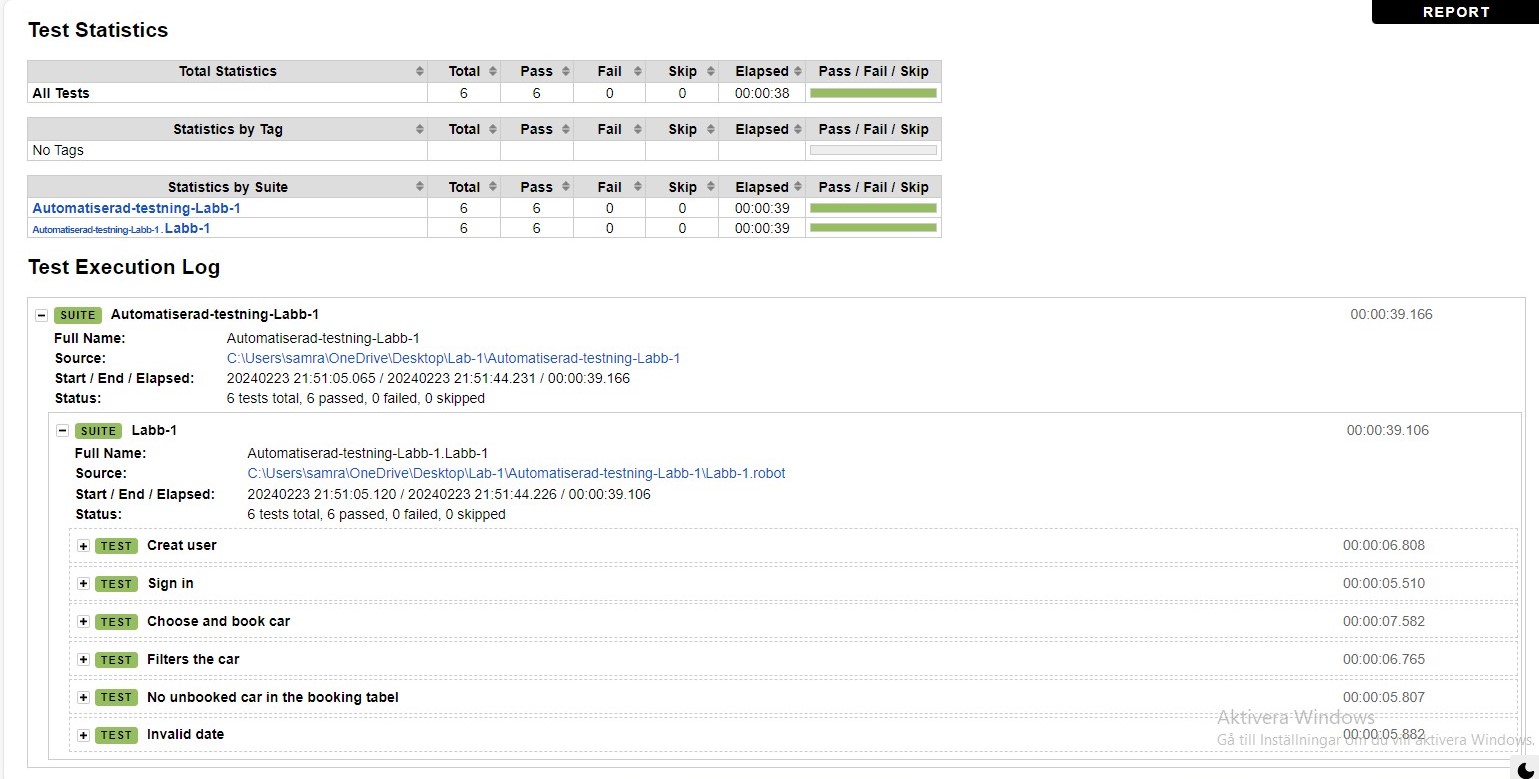 REPORT
Test Statistics
Total Statistics Total Pass Fail Skip Elapsed Pass / Fail / Skip
All Tests 6 6 0 0 00:00:38
Statistics by Tag Total Pass Fail Skip Elapsed Pass / Fail / Skip
No Tags
Statistics by Suite Total Pass Fail Skip Elapsed Pass / Fail / Skip
Automatiserad-testning-Labb-1 6 6 0 0 00:00:39
Automatiserad-testning-Labb-1.Labb-1 6 6 0 0 00:00:39
Test Execution Log
SUITE Automatiserad-testning-Labb-1 00:00:39.166
Full Name: Automatiserad-testning-Labb-1
Source: C:\Users\samra\OneDrive\Desktop\Lab-1\Automatiserad-testning-Labb-1
Start / End / Elapsed: 20240223 21:51:05.065 / 20240223 21:51:44.231 / 00:00:39.166
Status: 6 tests total, 6 passed, 0 failed, 0 skipped
SUITE Labb-1 00:00:39.106
Full Name: Automatiserad-testning-Labb-1.Labb-1
Source: C:\Users\samra\OneDrive\Desktop\Lab-1\Automatiserad-testning-Labb-1\Labb-1.robot
Start / End / Elapsed: 20240223 21:51:05.120 / 20240223 21:51:44.226 / 00:00:39.106
Status: 6 tests total, 6 passed, 0 failed, 0 skipped
TEST Creat user 00:00:06.808
TEST Sign in 00:00:05.510
TEST Choose and book car 00:00:07.582
TEST Filters the car 00:00:06.765
TEST No unbooked car in the booking tabel 00:00:05.807
Aktivera Windows
TEST Invalid date 00:00:05.882
Gå till Inställningar om du vill aktivera Windows.